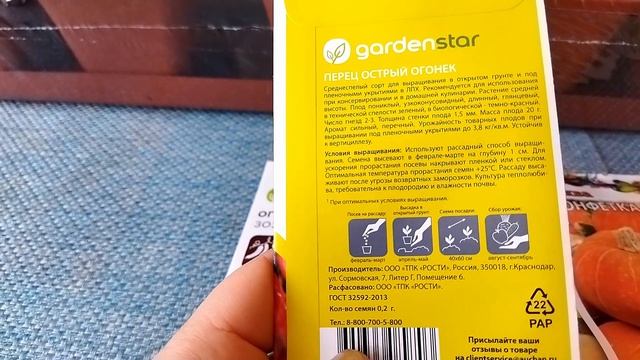 gardenstar
ПЕРЕЦ ОСТРЫЙ ОГОНЕК
Среднеспелый сорт для выращивания в открытом грунте и под
пленочными укрытиями в ЛПХ. Рекомендуется для использования
при консервировании и в домашней кулинарии. Растение средней
высоты. Плод пониклый, узкоконусовидный, длинный, глянцевый,
в технической спелости зеленый, в биологической - темно-красный.
Число гнезд 2-3. Толщина стенки плода 1,5 мм. Масса плода 20 г.
Аромат сильный, перечный. Урожайность товарных плодов при
выращивании под пленочными укрытиями до 3,8 кг/кв.м. Устойчив
к вертициллезу.
Условия выращивания: Используют рассадный способ выращи-
вания. Семена высевают в феврале-марте на глубину 1 см. Для
ускорения прорастания посевы накрывают пленкой или стеклом.
Оптимальная температура прорастания семян +25°С. Рассаду выса-
живают после угрозы возвратных заморозков. Культура теплолюби-
ва, требовательна к плодородию и влажности почвы.
¹ При оптимальных условиях выращивания.
Посев на рассаду:
Высадка в
открытый грунт:
Схема посадки:
Сбор урожая:
февраль-март
апрель-май
40х60 см
август-сентябрь
Производитель: ООО «ТПК «РОСТИ», Россия, 350018, г.Краснодар,
ул. Сормовская, 7, Литер Г, Помещение 6.
Расфасовано: ООО «ТПК «РОСТИ».
ГОСТ 32592-2013
Кол-во семян 0,2 г.
Тел.: 8-800-700-5-800
22
PAP
Присылайте ваши
отзывы о товаре
на clientservice@auchan.ru
ОНФЕТКА